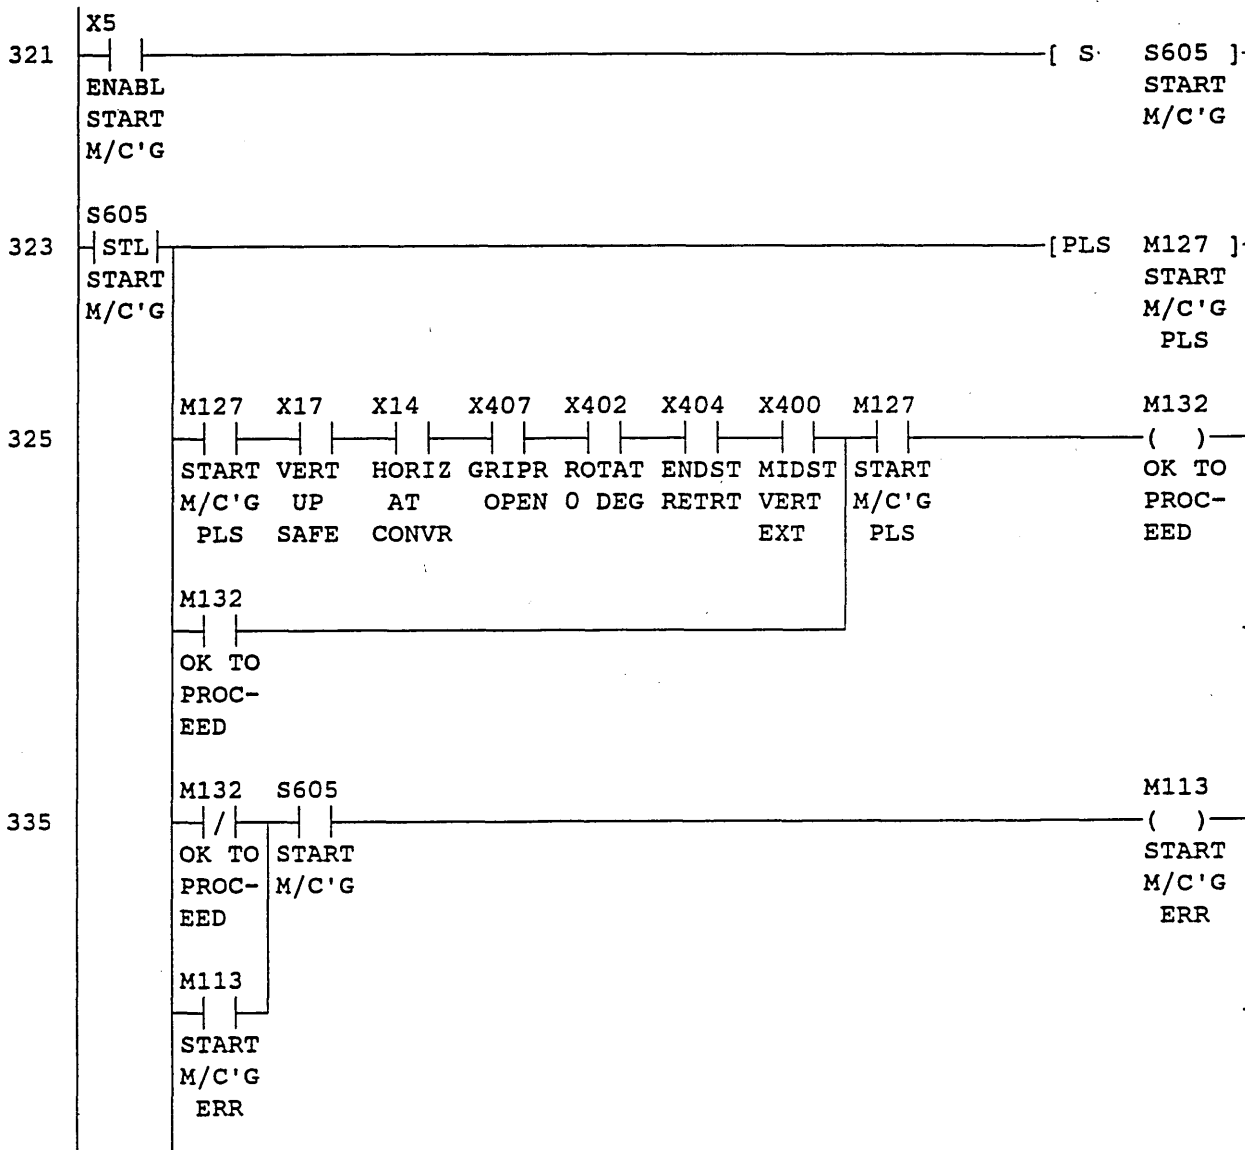 X5
321 [ S S605 ]
ENABL START
START M/C'G
M/C'G
S605
323 STL [PLS M127 ]
START START
M/C'G M/C'G
PLS
M127 X17 X14 X407 X402 X404 X400 M127 M132
325 ( )
START VERT HORIZ GRIPR ROTAT ENDST MIDST START OK TO
M/C'G UP AT OPEN 0 DEG RETRT VERT M/C'G PROC-
PLS SAFE CONVR EXT PLS EED
M132
OK TO
PROC-
EED
M132 S605 M113
335 / ( )
OK TO START START
PROC- M/C'G M/C'G
EED ERR
M113
START
M/C'G
ERR